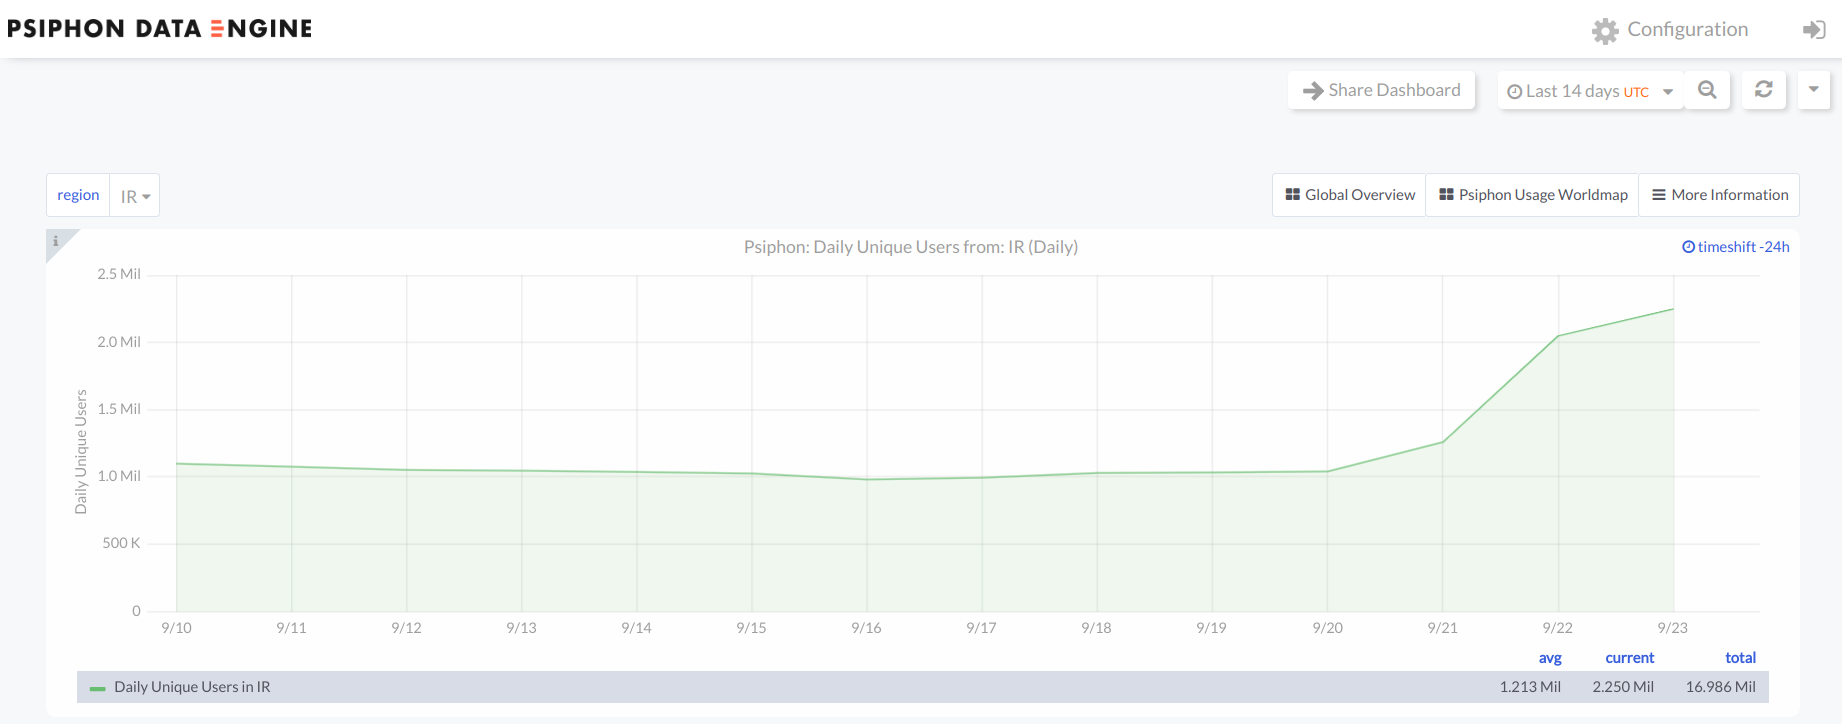 PSIPHON DATA ENGINE
Configuration
Share Dashboard
Last 14 days UTC
region IR
Global Overview
Psiphon Usage Worldmap
More Information
i
Psiphon: Daily Unique Users from: IR (Daily)
timeshift -24h
Daily Unique Users
2.5 Mil
2.0 Mil
1.5 Mil
1.0 Mil
500 K
0
9/10 9/11 9/12 9/13 9/14 9/15 9/16 9/17 9/18 9/19 9/20 9/21 9/22 9/23
avg current total
Daily Unique Users in IR 1.213 Mil 2.250 Mil 16.986 Mil